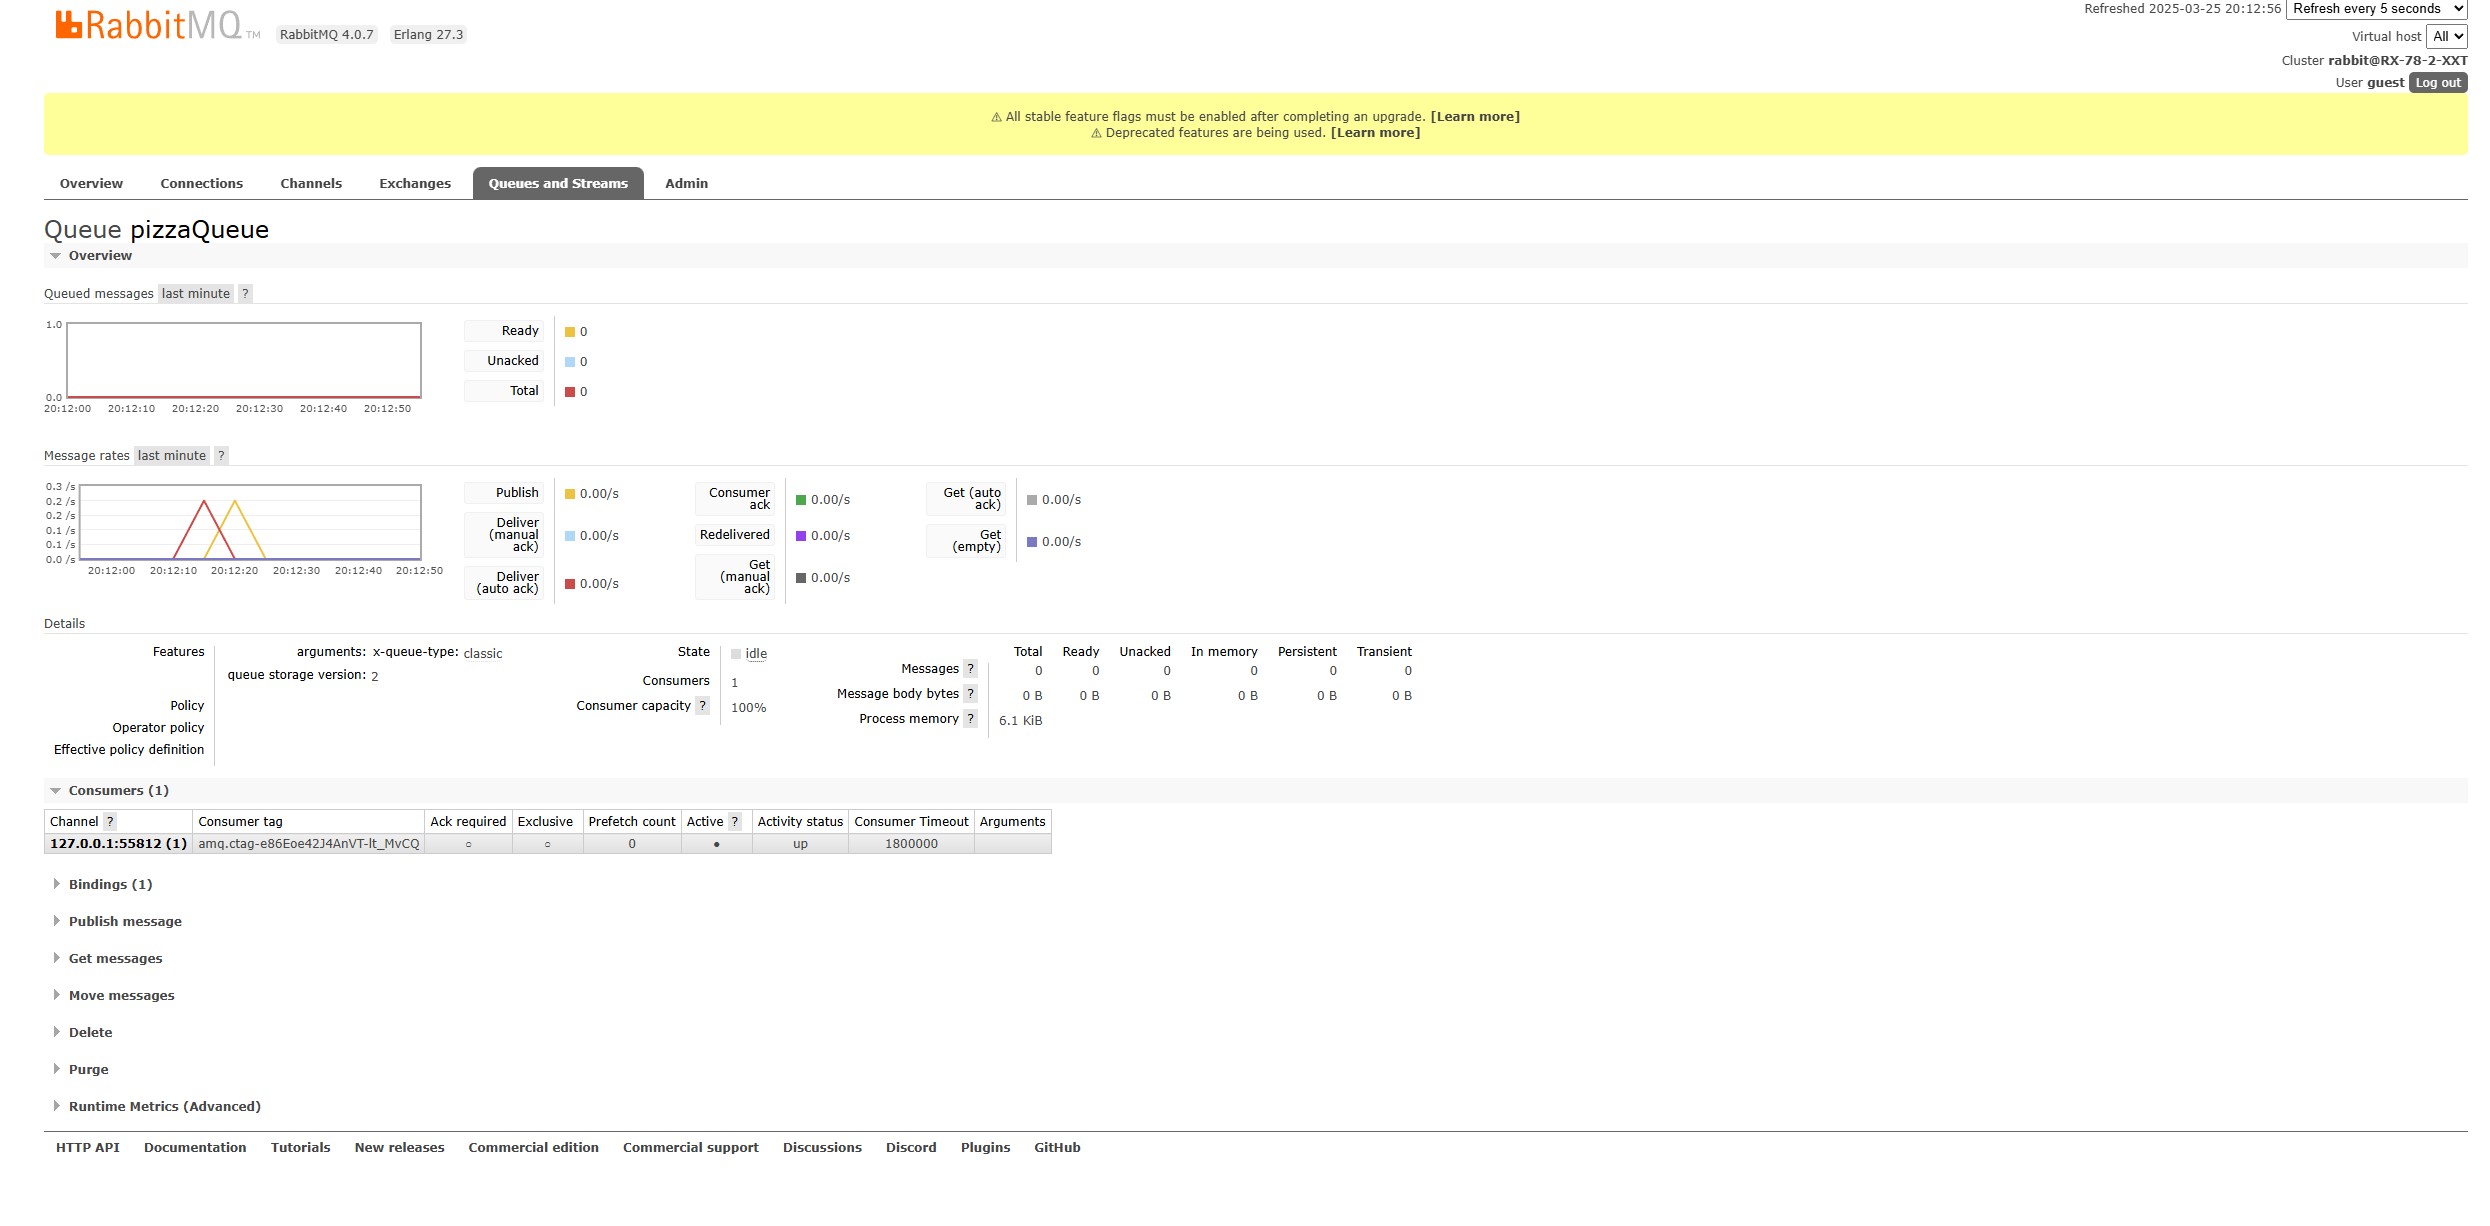 RabbitMQ TM RabbitMQ 4.0.7 Erlang 27.3
Refreshed 2025-03-25 20:12:56 Refresh every 5 seconds
Virtual host All
Cluster rabbit@RX-78-2-XXT
User guest Log out
⚠ All stable feature flags must be enabled after completing an upgrade. [Learn more]
⚠ Deprecated features are being used. [Learn more]
Overview Connections Channels Exchanges Queues and Streams Admin
Queue pizzaQueue
Overview
Queued messages last minute ?
1.0
0.0
20:12:00 20:12:10 20:12:20 20:12:30 20:12:40 20:12:50
Ready 0
Unacked 0
Total 0
Message rates last minute ?
0.3 /s
0.2 /s
0.2 /s
0.1 /s
0.1 /s
0.0 /s
20:12:00 20:12:10 20:12:20 20:12:30 20:12:40 20:12:50
Publish 0.00/s
Deliver
(manual
ack)
0.00/s
Deliver
(auto ack)
0.00/s
Consumer
ack
0.00/s
Redelivered 0.00/s
Get
(manual
ack)
0.00/s
Get (auto
ack)
0.00/s
Get
(empty)
0.00/s
Details
Features
arguments: x-queue-type: classic
queue storage version: 2
Policy
Operator policy
Effective policy definition
State idle
Consumers 1
Consumer capacity ? 100%
Total Ready Unacked In memory Persistent Transient
Messages ? 0 0 0 0 0 0
Message body bytes ? 0 B 0 B 0 B 0 B 0 B 0 B
Process memory ? 6.1 KiB
Consumers (1)
Channel ? Consumer tag Ack required Exclusive Prefetch count Active ? Activity status Consumer Timeout Arguments
127.0.0.1:55812 (1) amq.ctag-e86Eoe42J4AnVT-lt_MvCQ ○ ○ 0 ● up 1800000
Bindings (1)
Publish message
Get messages
Move messages
Delete
Purge
Runtime Metrics (Advanced)
HTTP API Documentation Tutorials New releases Commercial edition Commercial support Discussions Discord Plugins GitHub